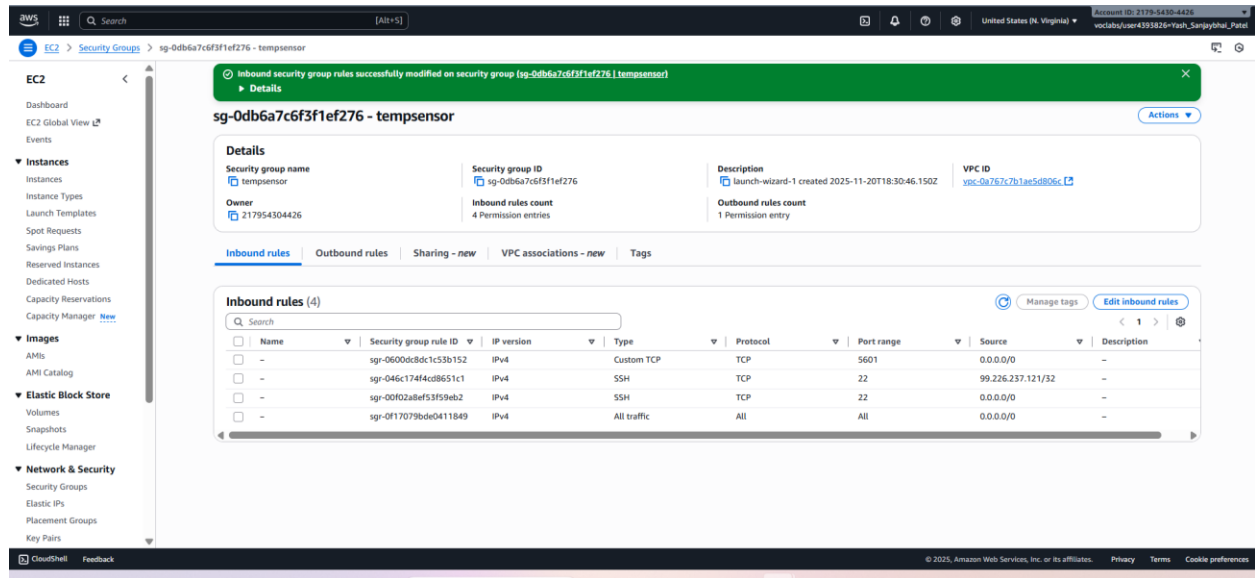 aws
Search [Alt+S]
United States (N. Virginia)
Account ID: 2179-5430-4426
voclabs/user4393826=Yash_Sanjaybhai_Patel
EC2 > Security Groups > sg-0db6a7c6f3f1ef276 - tempsensor
EC2
Dashboard
EC2 Global View
Events
Instances
Instances
Instance Types
Launch Templates
Spot Requests
Savings Plans
Reserved Instances
Dedicated Hosts
Capacity Reservations
Capacity Manager New
Images
AMIs
AMI Catalog
Elastic Block Store
Volumes
Snapshots
Lifecycle Manager
Network & Security
Security Groups
Elastic IPs
Placement Groups
Key Pairs
Inbound security group rules successfully modified on security group (sg-0db6a7c6f3f1ef276 | tempsensor)
Details
sg-0db6a7c6f3f1ef276 - tempsensor
Actions
Details
Security group name
tempsensor
Security group ID
sg-0db6a7c6f3f1ef276
Description
launch-wizard-1 created 2025-11-20T18:30:46.150Z
VPC ID
vpc-0a767c7b1ae5d806c
Owner
217954304426
Inbound rules count
4 Permission entries
Outbound rules count
1 Permission entry
Inbound rules Outbound rules Sharing - new VPC associations - new Tags
Inbound rules (4)
Manage tags Edit inbound rules
Search
1
Name Security group rule ID IP version Type Protocol Port range Source Description
– sgr-0600dc8dc1c53b152 IPv4 Custom TCP TCP 5601 0.0.0.0/0 –
– sgr-046c174f4cd8651c1 IPv4 SSH TCP 22 99.226.237.121/32 –
– sgr-00f02a8ef53f59eb2 IPv4 SSH TCP 22 0.0.0.0/0 –
– sgr-0f17079bde0411849 IPv4 All traffic All All 0.0.0.0/0 –
CloudShell Feedback
© 2025, Amazon Web Services, Inc. or its affiliates. Privacy Terms Cookie preferences